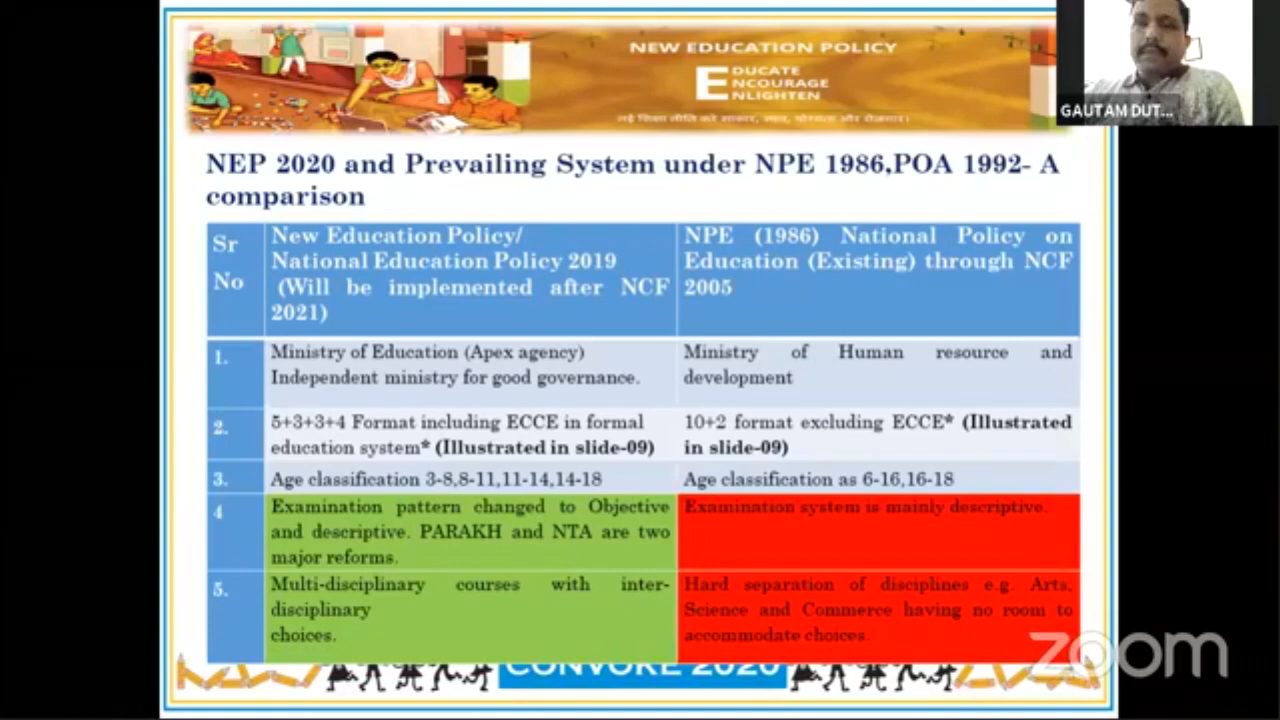 NEW EDUCATION POLICY
EDUCATE
ENCOURAGE
ENLIGHTEN
GAUTAM DUT...
NEP 2020 and Prevailing System under NPE 1986,POA 1992- A
comparison
Sr
No
New Education Policy/
National Education Policy 2019
(Will be implemented after NCF
2021)
NPE (1986) National Policy on
Education (Existing) through NCF
2005
1.
Ministry of Education (Apex agency)
Independent ministry for good governance.
Ministry of Human resource and
development
2.
5+3+3+4 Format including ECCE in formal
education system* (Illustrated in slide-09)
10+2 format excluding ECCE* (Illustrated
in slide-09)
3.
Age classification 3-8,8-11,11-14,14-18
Age classification as 6-16,16-18
4
Examination pattern changed to Objective
and descriptive. PARAKH and NTA are two
major reforms.
Examination system is mainly descriptive.
5.
Multi-disciplinary courses with inter-
disciplinary
choices.
Hard separation of disciplines e.g. Arts,
Science and Commerce having no room to
accommodate choices.
CONVOKE 2020
zoom